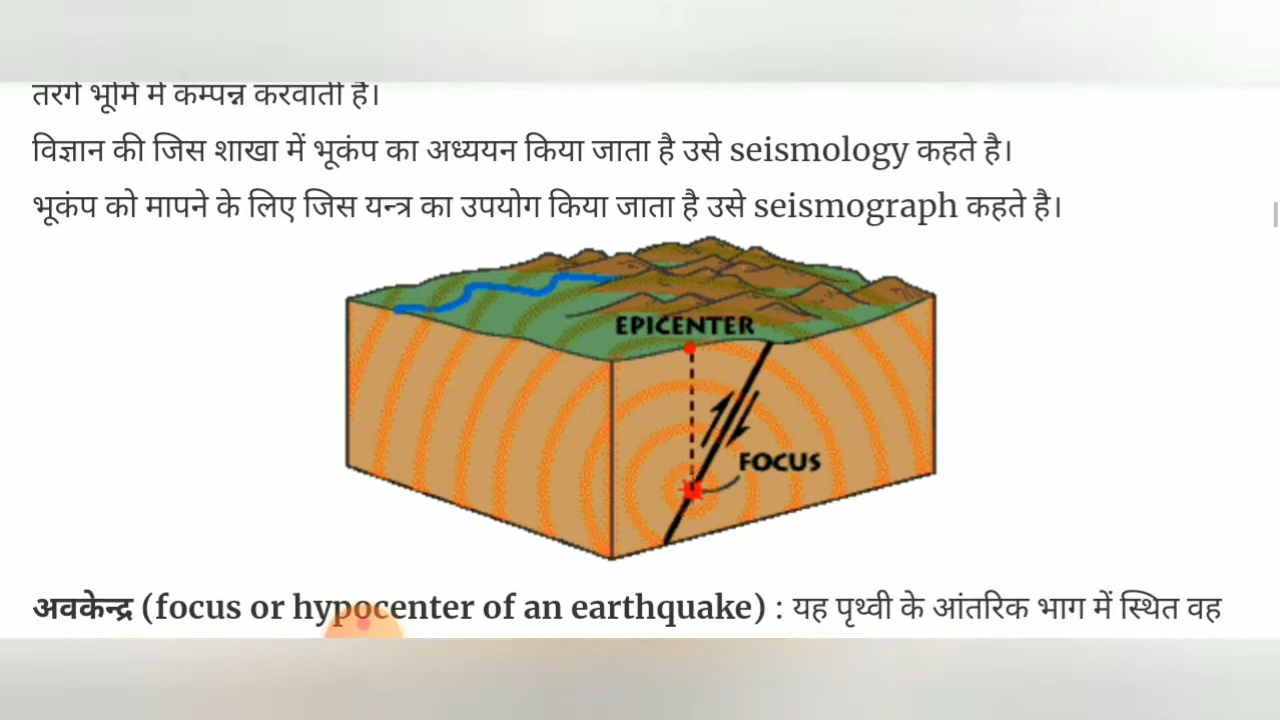 तरंगे भूमि में कम्पन्न करवाती है।
विज्ञान की जिस शाखा में भूकंप का अध्ययन किया जाता है उसे seismology कहते है।
भूकंप को मापने के लिए जिस यन्त्र का उपयोग किया जाता है उसे seismograph कहते है।
EPICENTER
FOCUS
अवकेन्द्र (focus or hypocenter of an earthquake) : यह पृथ्वी के आंतरिक भाग में स्थित वह